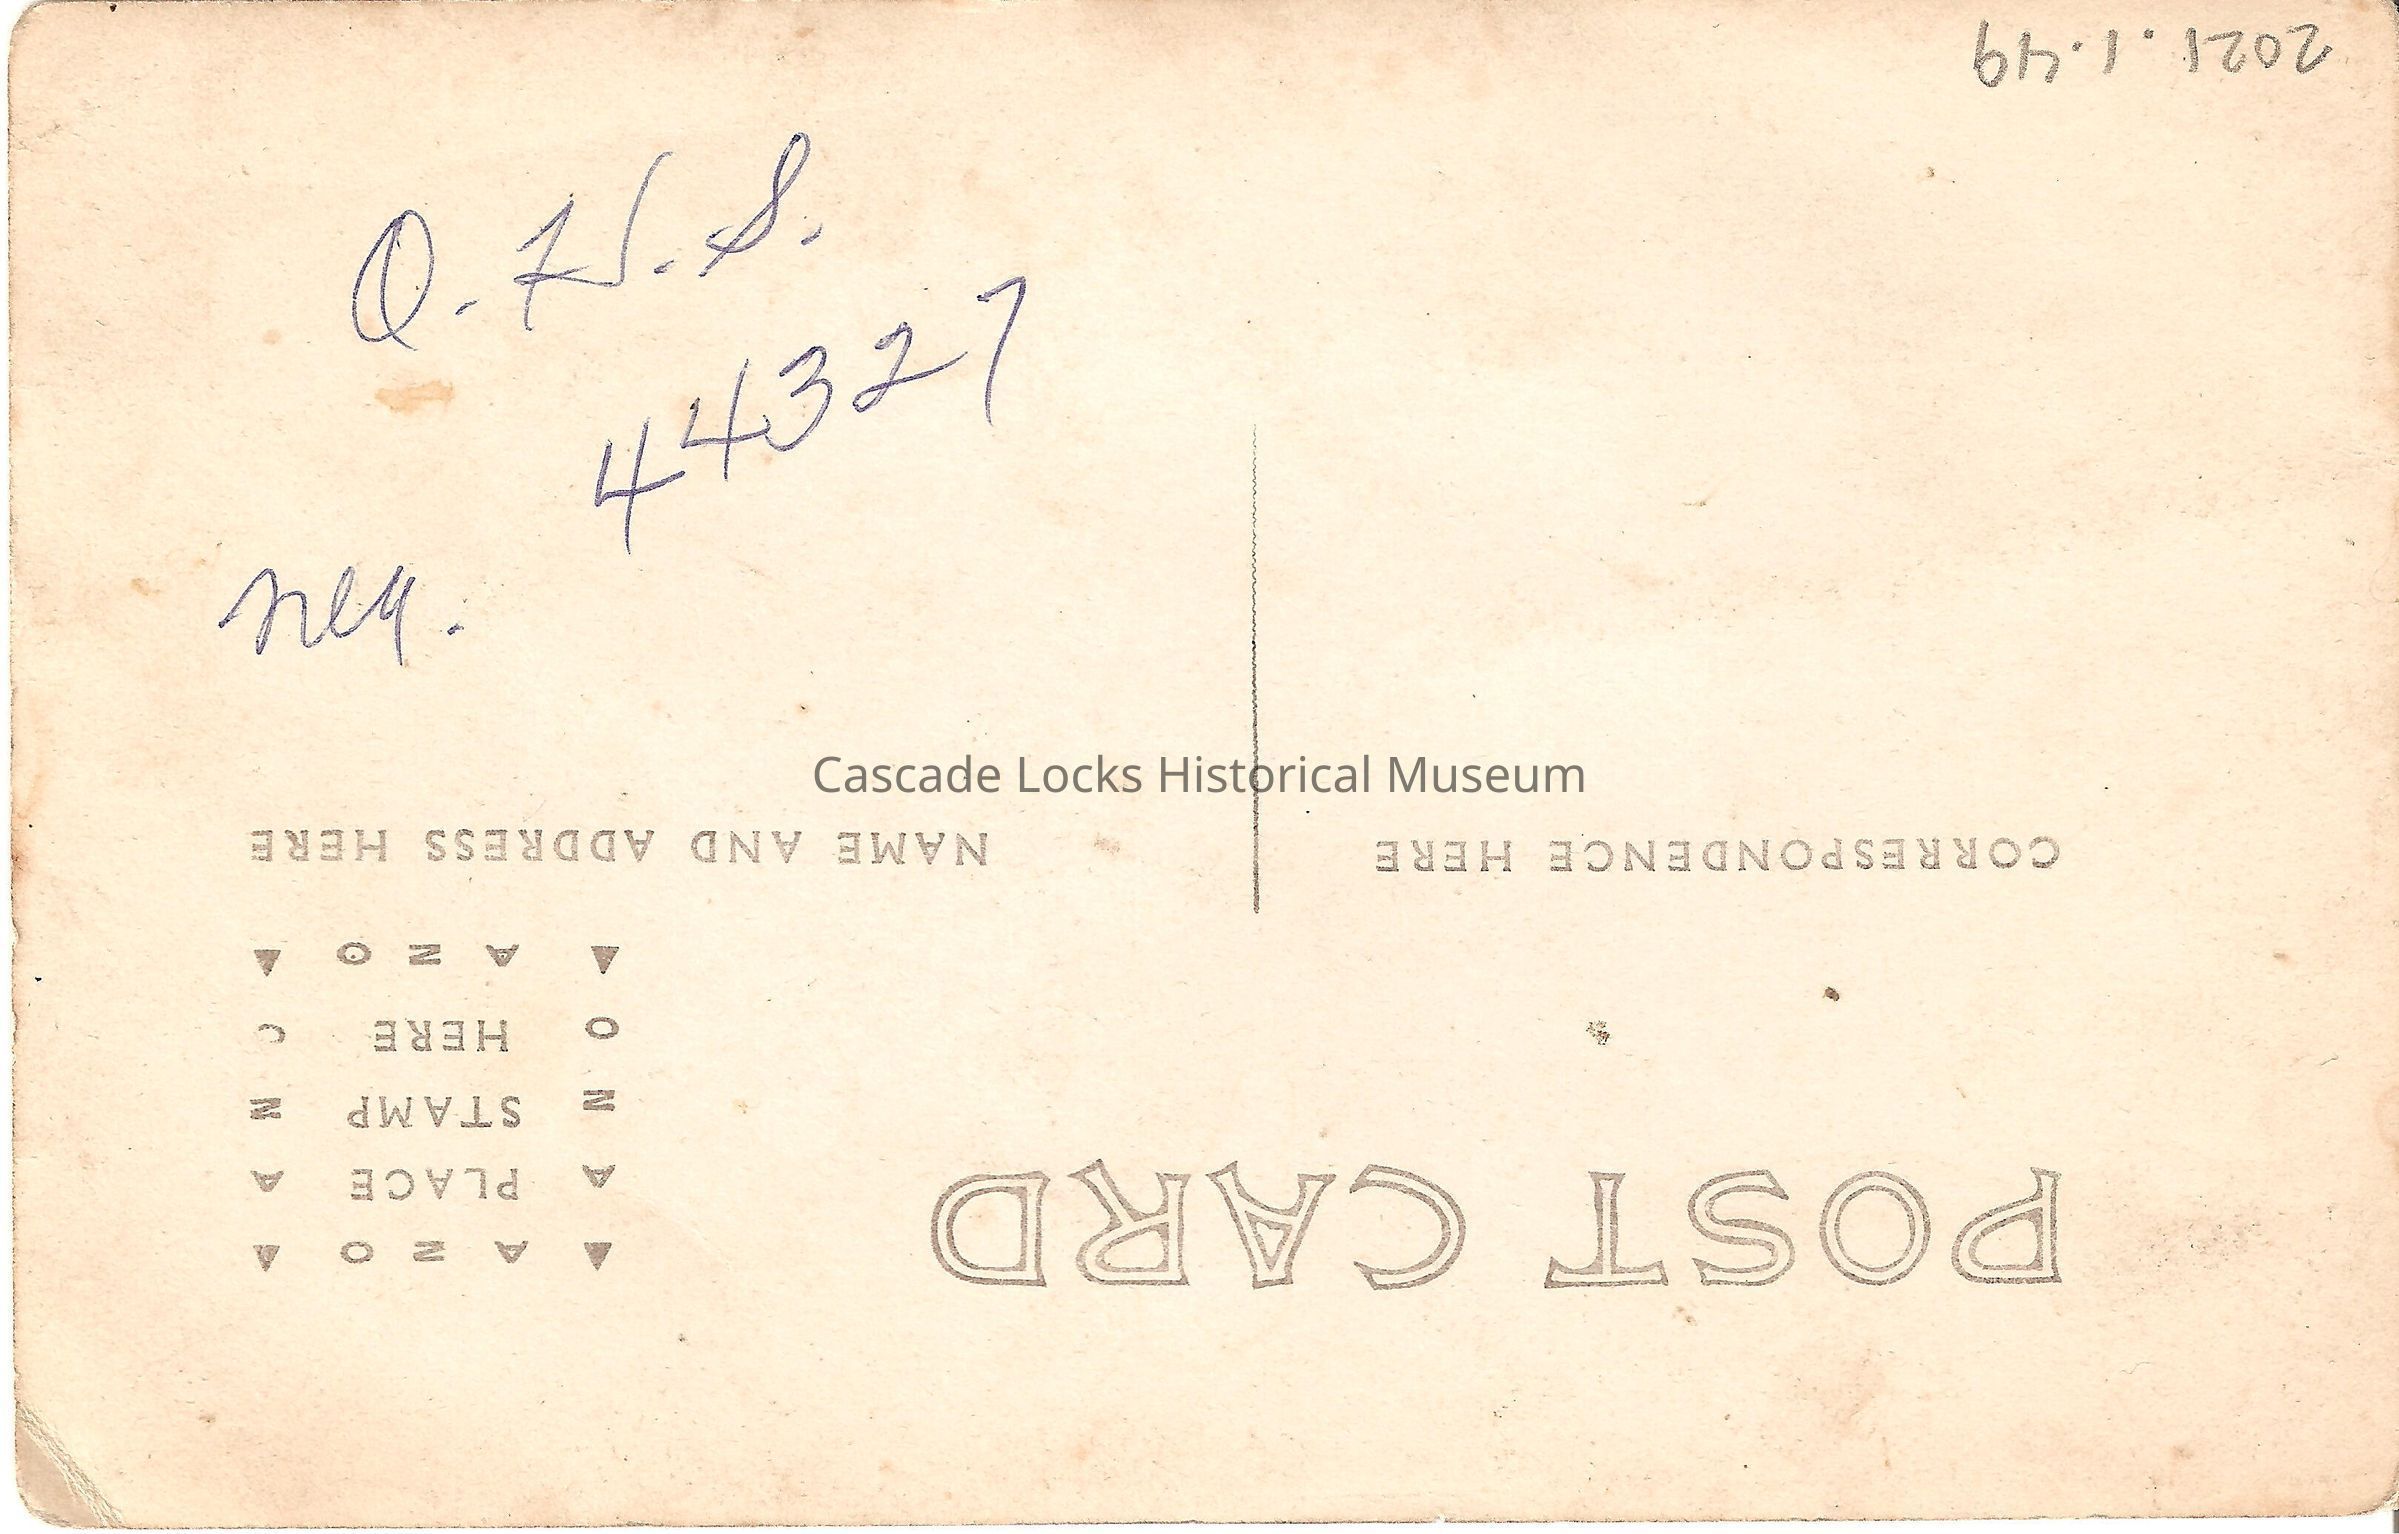 O.H.S.
44327
neg.
Cascade Locks Historical Museum
POST CARD
CORRESPONDENCE HERE
NAME AND ADDRESS HERE
▲ A Z O ▲
A PLACE A
Z STAMP Z
O HERE O
▲ A Z O ▲
2021.1.49